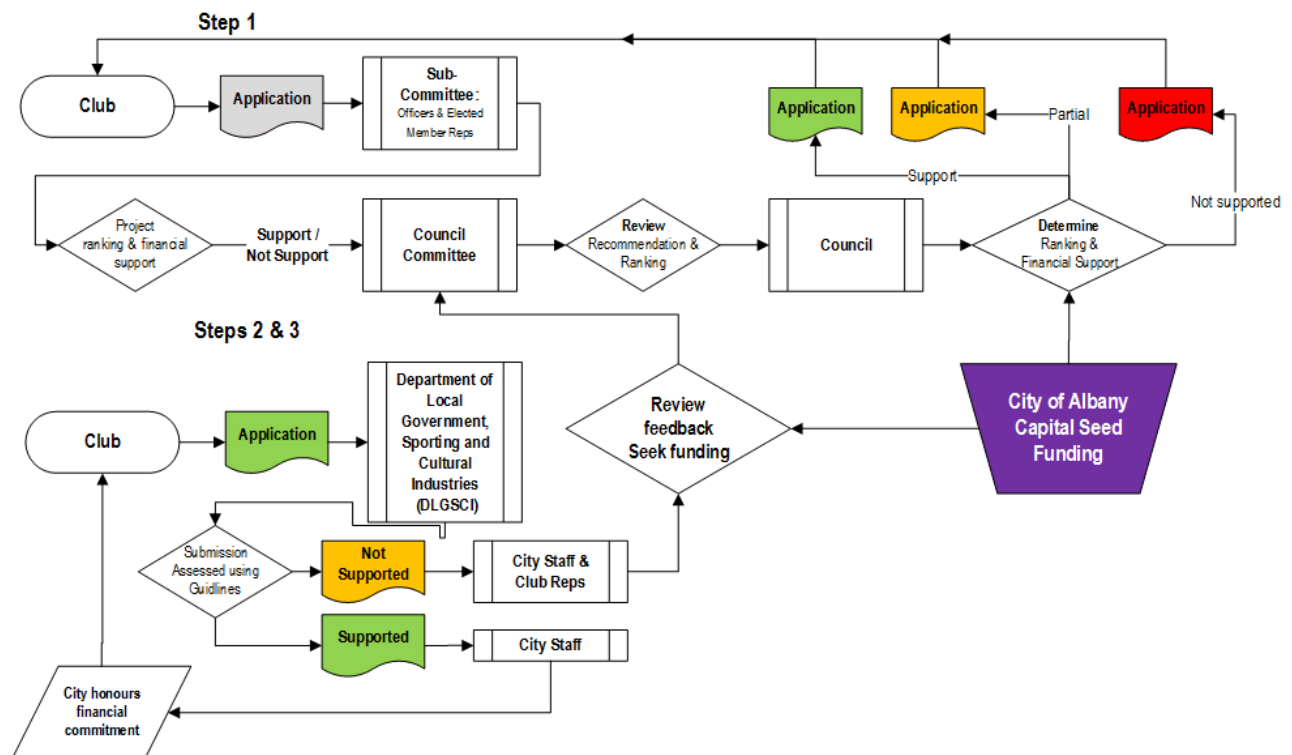 Step 1
Club
Application
Sub-
Committee:
Officers & Elected
Member Reps
Application
Application
Application
Partial
Support
Not supported
Project
ranking & financial
support
Support /
Not Support
Council
Committee
Review
Recommendation &
Ranking
Council
Determine
Ranking &
Financial Support
Steps 2 & 3
Club
Application
Department of
Local
Government,
Sporting and
Cultural
Industries
(DLGSCI)
Review
feedback
Seek funding
City of Albany
Capital Seed
Funding
Submission
Assessed using
Guidlines
Not
Supported
City Staff &
Club Reps
Supported
City Staff
City honours
financial
commitment